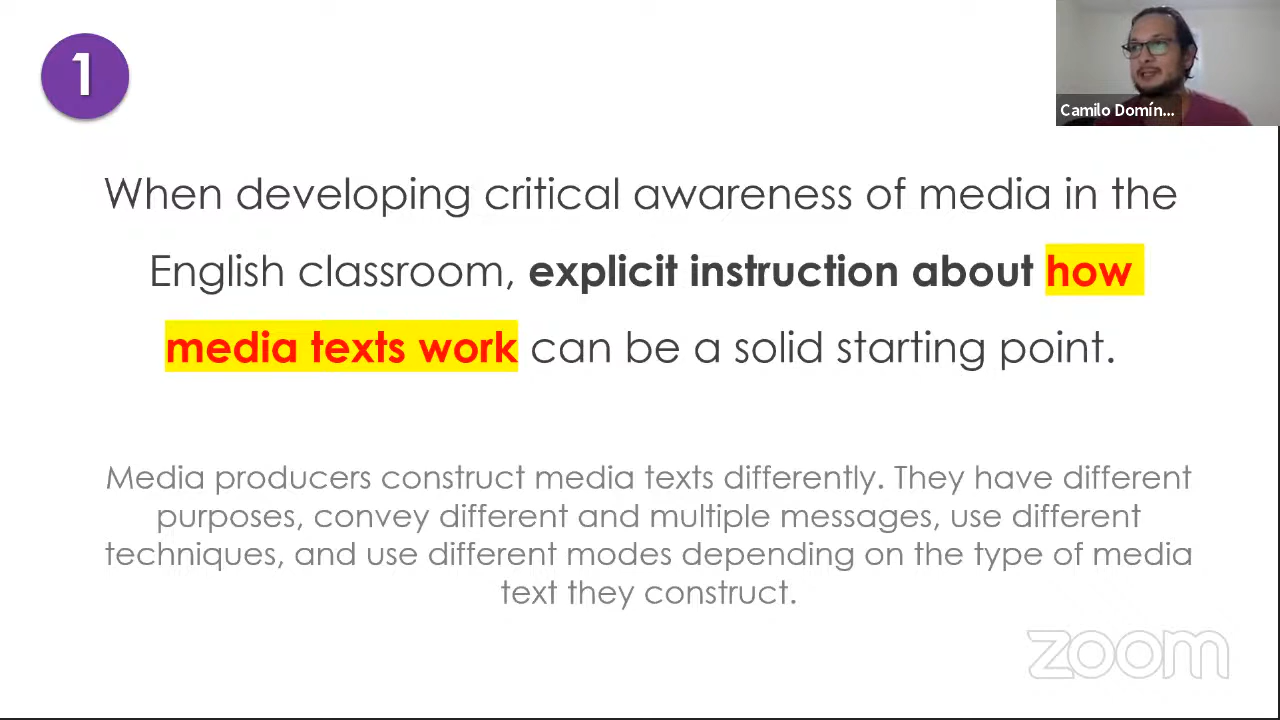 1
Camilo Domín...
When developing critical awareness of media in the
English classroom, explicit instruction about how
media texts work can be a solid starting point.
Media producers construct media texts differently. They have different
purposes, convey different and multiple messages, use different
techniques, and use different modes depending on the type of media
text they construct.
zoom